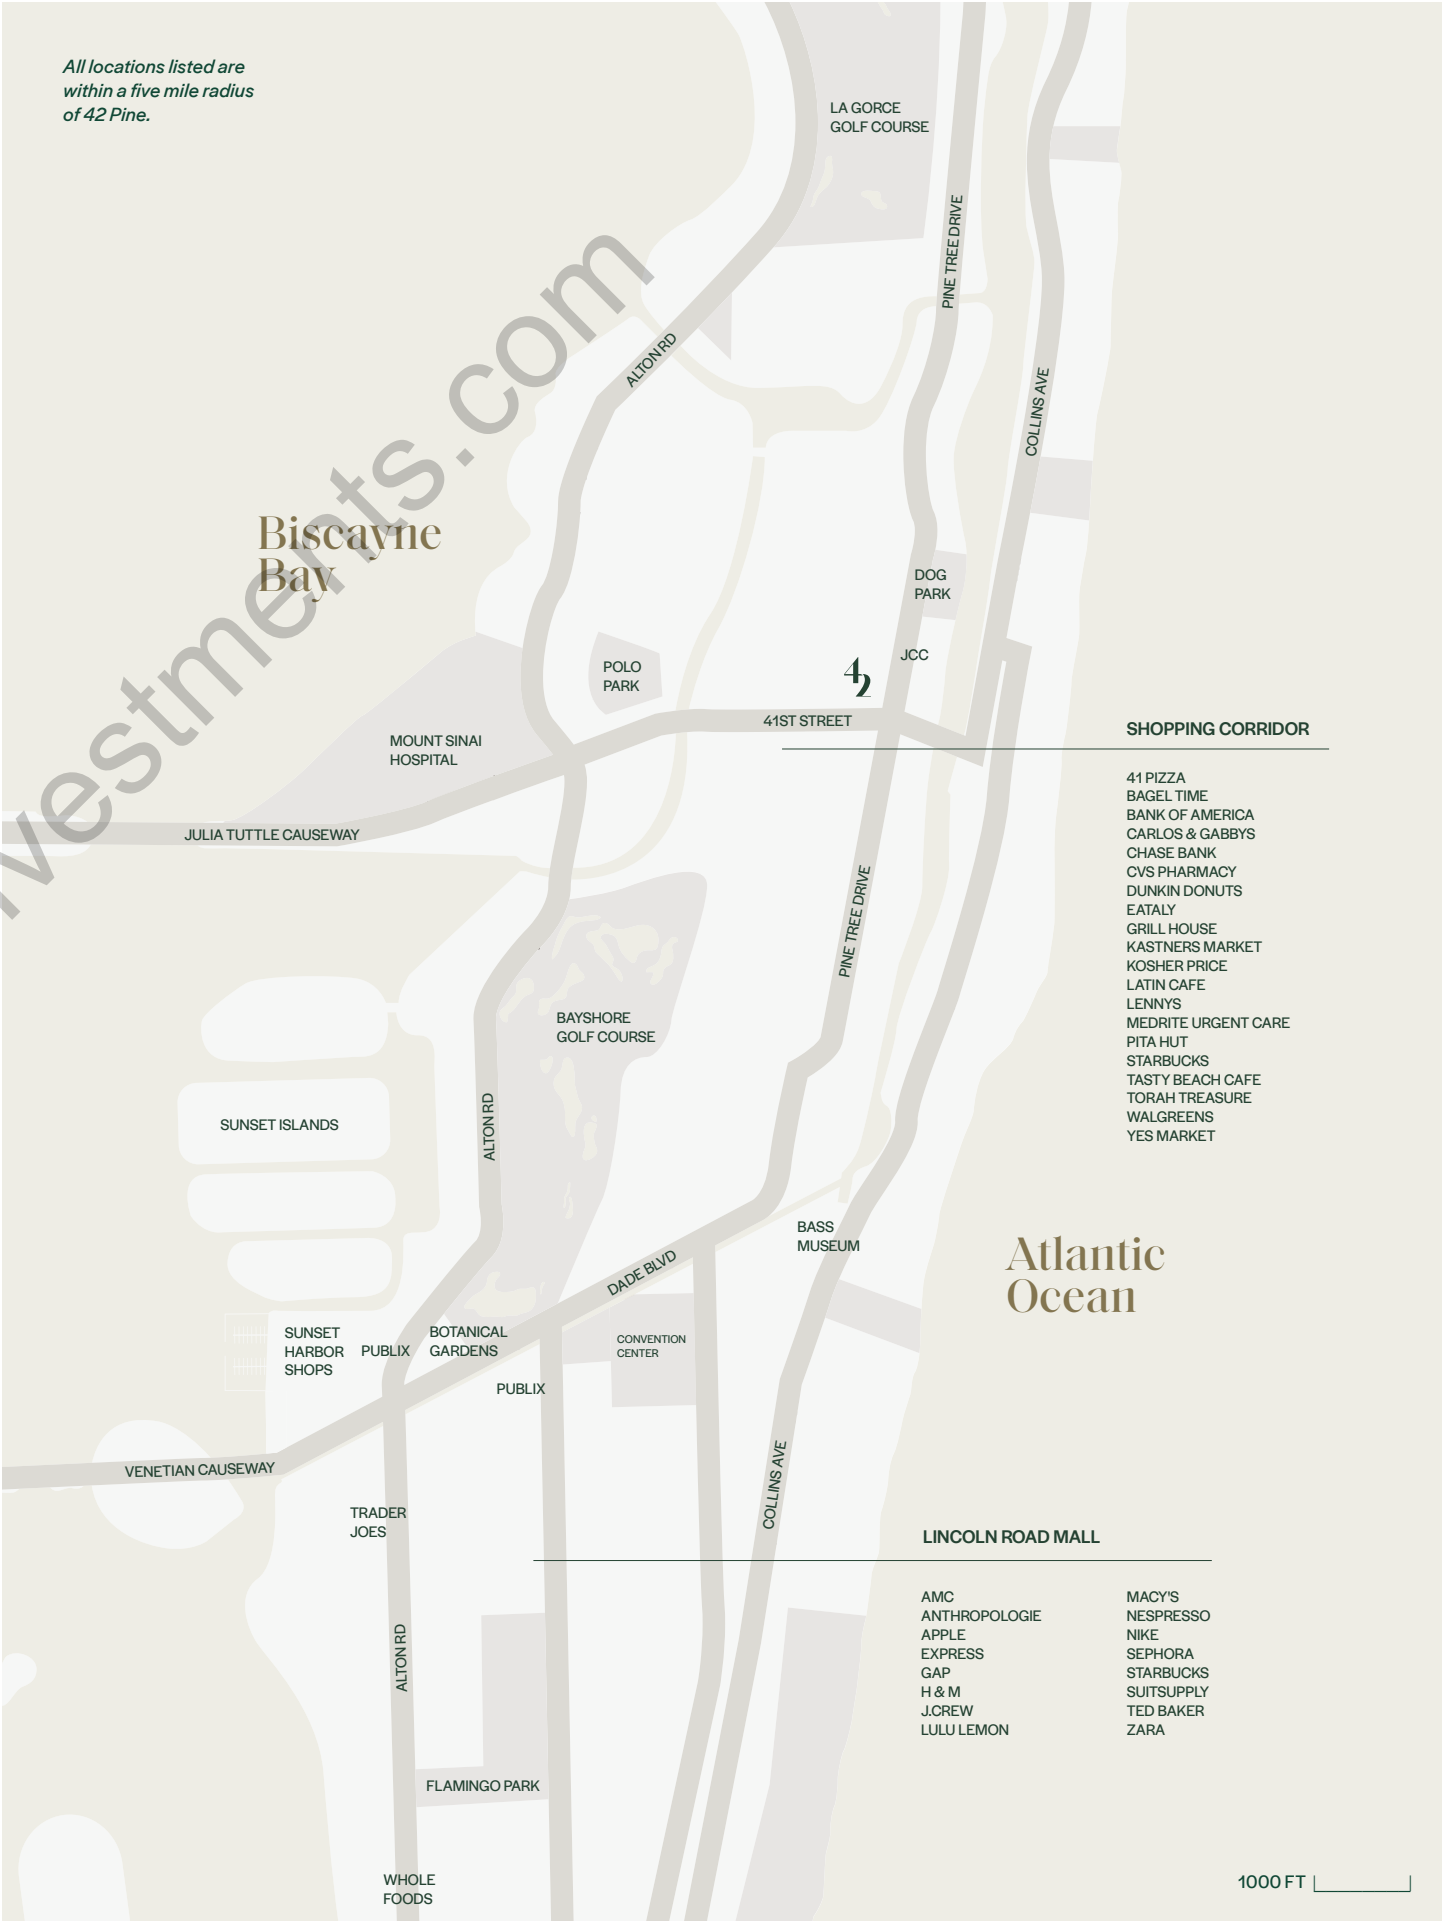 All locations listed are
within a five mile radius
of 42 Pine.
LA GORCE
GOLF COURSE
PINE TREE DRIVE
ALTON RD
COLLINS AVE
Biscayne
Bay
vestments.com
DOG
PARK
JCC
42
POLO
PARK
41ST STREET
MOUNT SINAI
HOSPITAL
JULIA TUTTLE CAUSEWAY
SHOPPING CORRIDOR
41 PIZZA
BAGEL TIME
BANK OF AMERICA
CARLOS & GABBYS
CHASE BANK
CVS PHARMACY
DUNKIN DONUTS
EATALY
GRILL HOUSE
KASTNERS MARKET
KOSHER PRICE
LATIN CAFE
LENNYS
MEDRITE URGENT CARE
PITA HUT
STARBUCKS
TASTY BEACH CAFE
TORAH TREASURE
WALGREENS
YES MARKET
PINE TREE DRIVE
BAYSHORE
GOLF COURSE
ALTON RD
SUNSET ISLANDS
BASS
MUSEUM
Atlantic
Ocean
DADE BLVD
SUNSET
HARBOR
SHOPS
PUBLIX
BOTANICAL
GARDENS
CONVENTION
CENTER
PUBLIX
VENETIAN CAUSEWAY
COLLINS AVE
TRADER
JOES
LINCOLN ROAD MALL
AMC
ANTHROPOLOGIE
APPLE
EXPRESS
GAP
H & M
J.CREW
LULU LEMON
MACY'S
NESPRESSO
NIKE
SEPHORA
STARBUCKS
SUITSUPPLY
TED BAKER
ZARA
ALTON RD
FLAMINGO PARK
WHOLE
FOODS
1000 FT